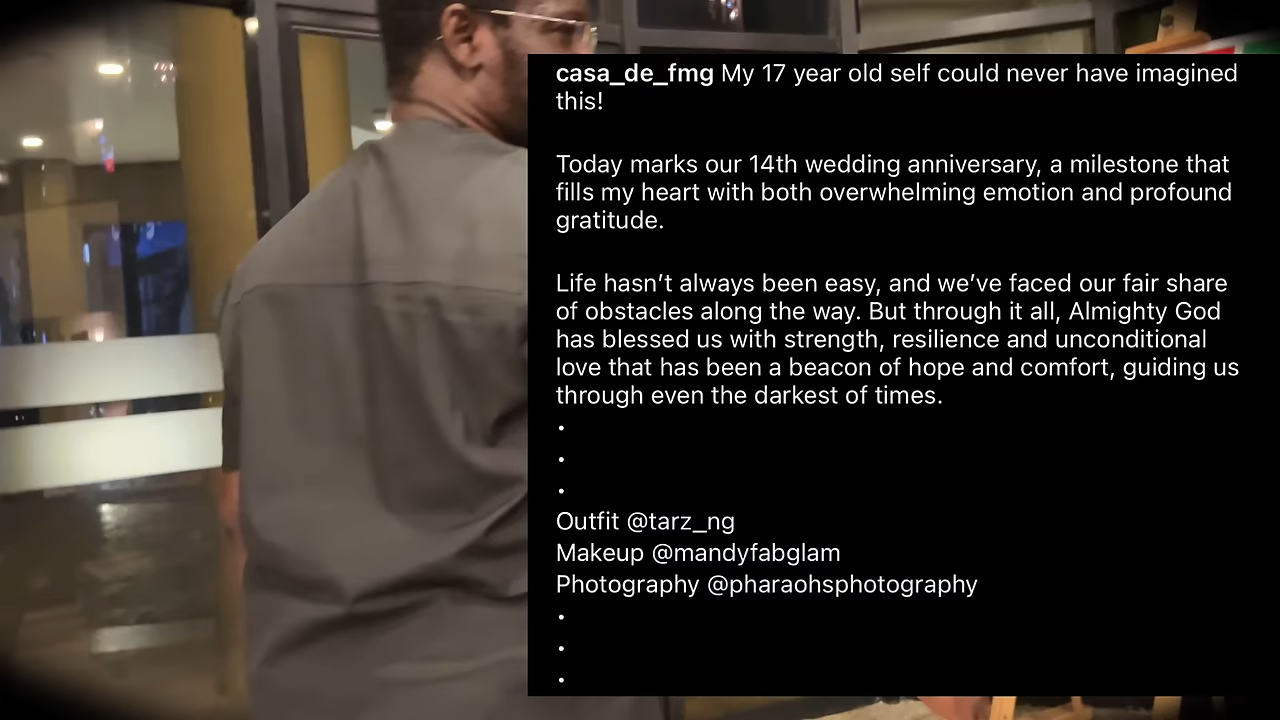 casa_de_fmg My 17 year old self could never have imagined
this!
Today marks our 14th wedding anniversary, a milestone that
fills my heart with both overwhelming emotion and profound
gratitude.
Life hasn’t always been easy, and we’ve faced our fair share
of obstacles along the way. But through it all, Almighty God
has blessed us with strength, resilience and unconditional
love that has been a beacon of hope and comfort, guiding us
through even the darkest of times.
.
.
.
Outfit @tarz_ng
Makeup @mandyfabglam
Photography @pharaohsphotography
.
.
.